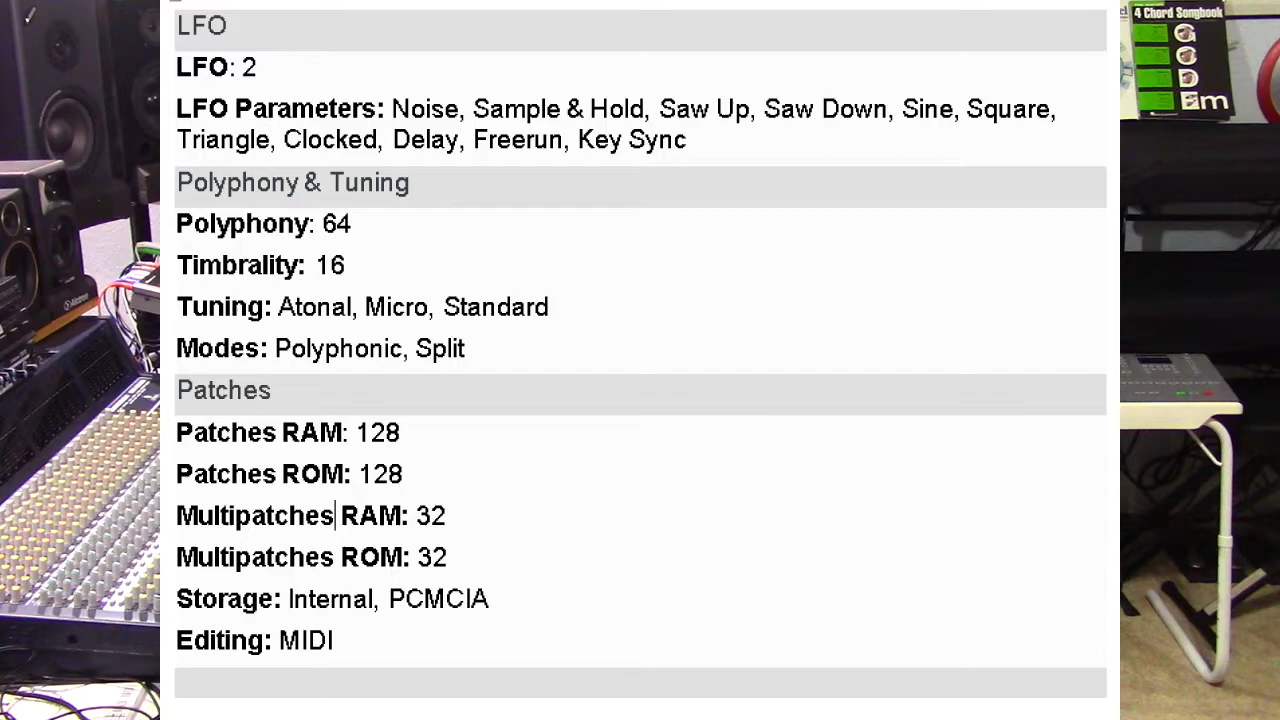 LFO
LFO: 2
LFO Parameters: Noise, Sample & Hold, Saw Up, Saw Down, Sine, Square,
Triangle, Clocked, Delay, Freerun, Key Sync
Polyphony & Tuning
Polyphony: 64
Timbrality: 16
Tuning: Atonal, Micro, Standard
Modes: Polyphonic, Split
Patches
Patches RAM: 128
Patches ROM: 128
Multipatches RAM: 32
Multipatches ROM: 32
Storage: Internal, PCMCIA
Editing: MIDI
4 Chord Songbook
G
C
D
Em